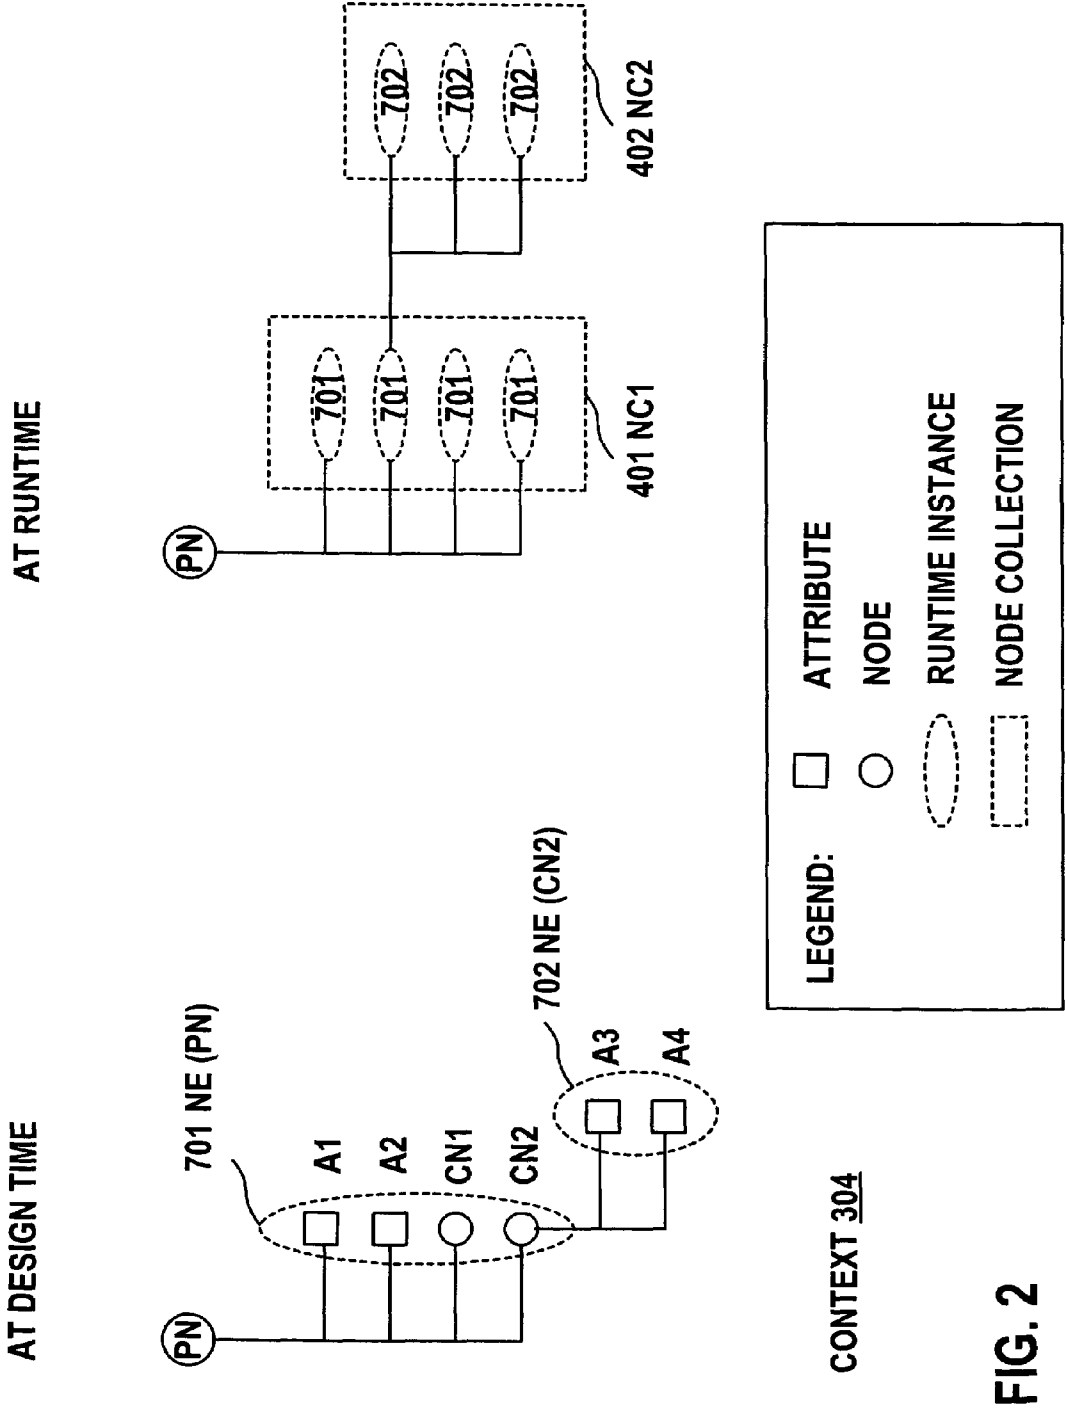 AT DESIGN TIME
AT RUNTIME
PN
701 NE (PN)
A1
A2
CN1
CN2
702 NE (CN2)
A3
A4
PN
701
701
701
701
401 NC1
702
702
702
402 NC2
LEGEND:
ATTRIBUTE
NODE
RUNTIME INSTANCE
NODE COLLECTION
CONTEXT 304
FIG. 2